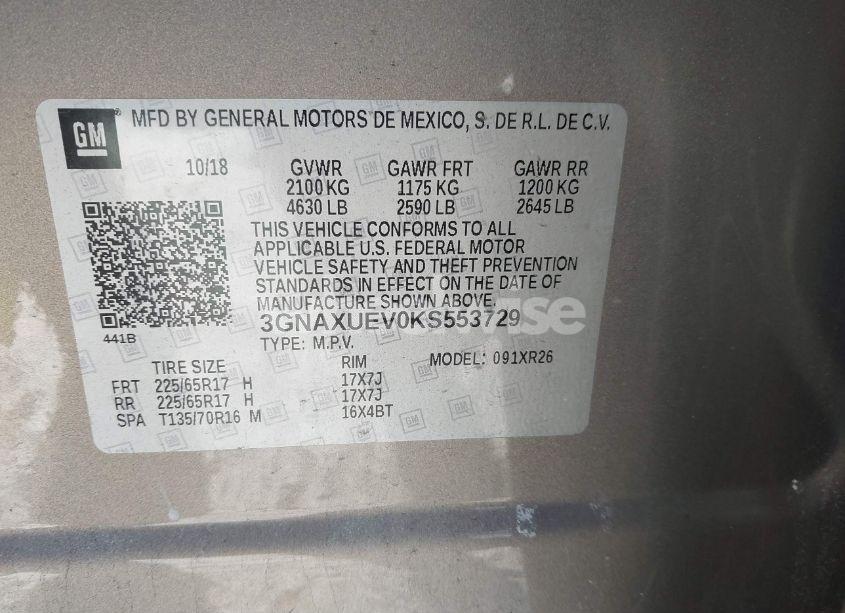 GM
MFD BY GENERAL MOTORS DE MEXICO, S. DE R.L. DE C.V.
10/18 GVWR GAWR FRT GAWR RR
2100 KG 1175 KG 1200 KG
4630 LB 2590 LB 2645 LB
THIS VEHICLE CONFORMS TO ALL
APPLICABLE U.S. FEDERAL MOTOR
VEHICLE SAFETY AND THEFT PREVENTION
STANDARDS IN EFFECT ON THE DATE OF
MANUFACTURE SHOWN ABOVE.
3GNAXUEV0KS553729
441B
TYPE: M.P.V. MODEL: 091XR26
TIRE SIZE RIM
FRT 225/65R17 H 17X7J
RR 225/65R17 H 17X7J
SPA T135/70R16 M 16X4BT